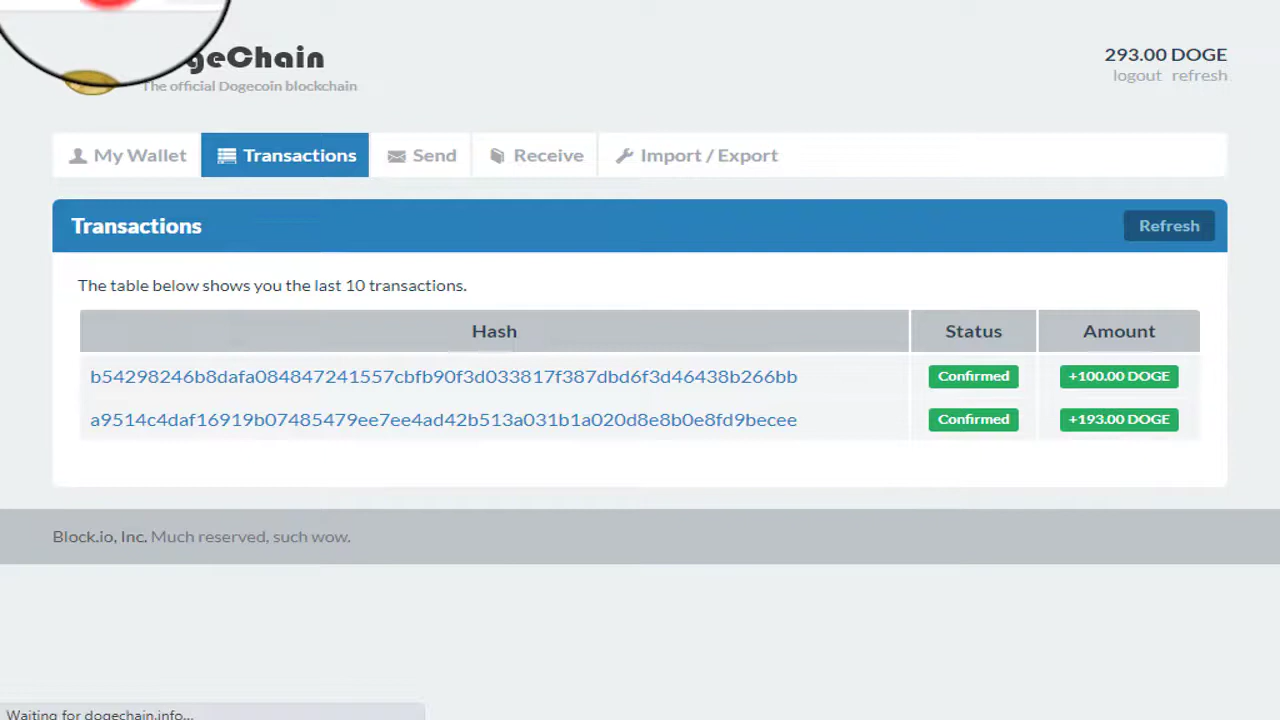 geChain
The official Dogecoin blockchain
293.00 DOGE
logout refresh
My Wallet Transactions Send Receive Import / Export
Transactions Refresh
The table below shows you the last 10 transactions.
Hash Status Amount
b54298246b8dafa084847241557cbfb90f3d033817f387dbd6f3d46438b266bb Confirmed +100.00 DOGE
a9514c4daf16919b07485479ee7ee4ad42b513a031b1a020d8e8b0e8fd9becee Confirmed +193.00 DOGE
Block.io, Inc. Much reserved, such wow.
Waiting for dogechain.info...